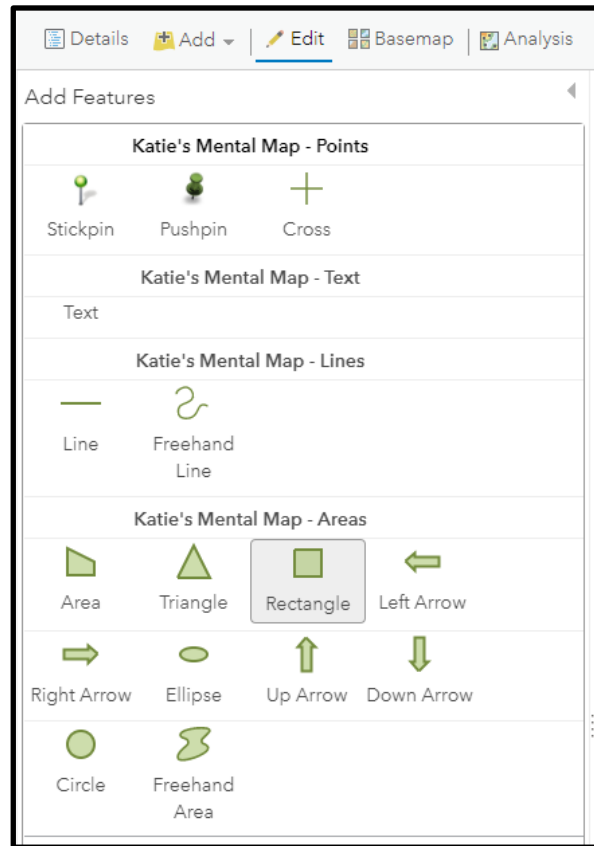 Details Add Edit Basemap Analysis
Add Features
Katie's Mental Map - Points
Stickpin Pushpin Cross
Katie's Mental Map - Text
Text
Katie's Mental Map - Lines
Line Freehand
Line
Katie's Mental Map - Areas
Area Triangle Rectangle Left Arrow
Right Arrow Ellipse Up Arrow Down Arrow
Circle Freehand
Area